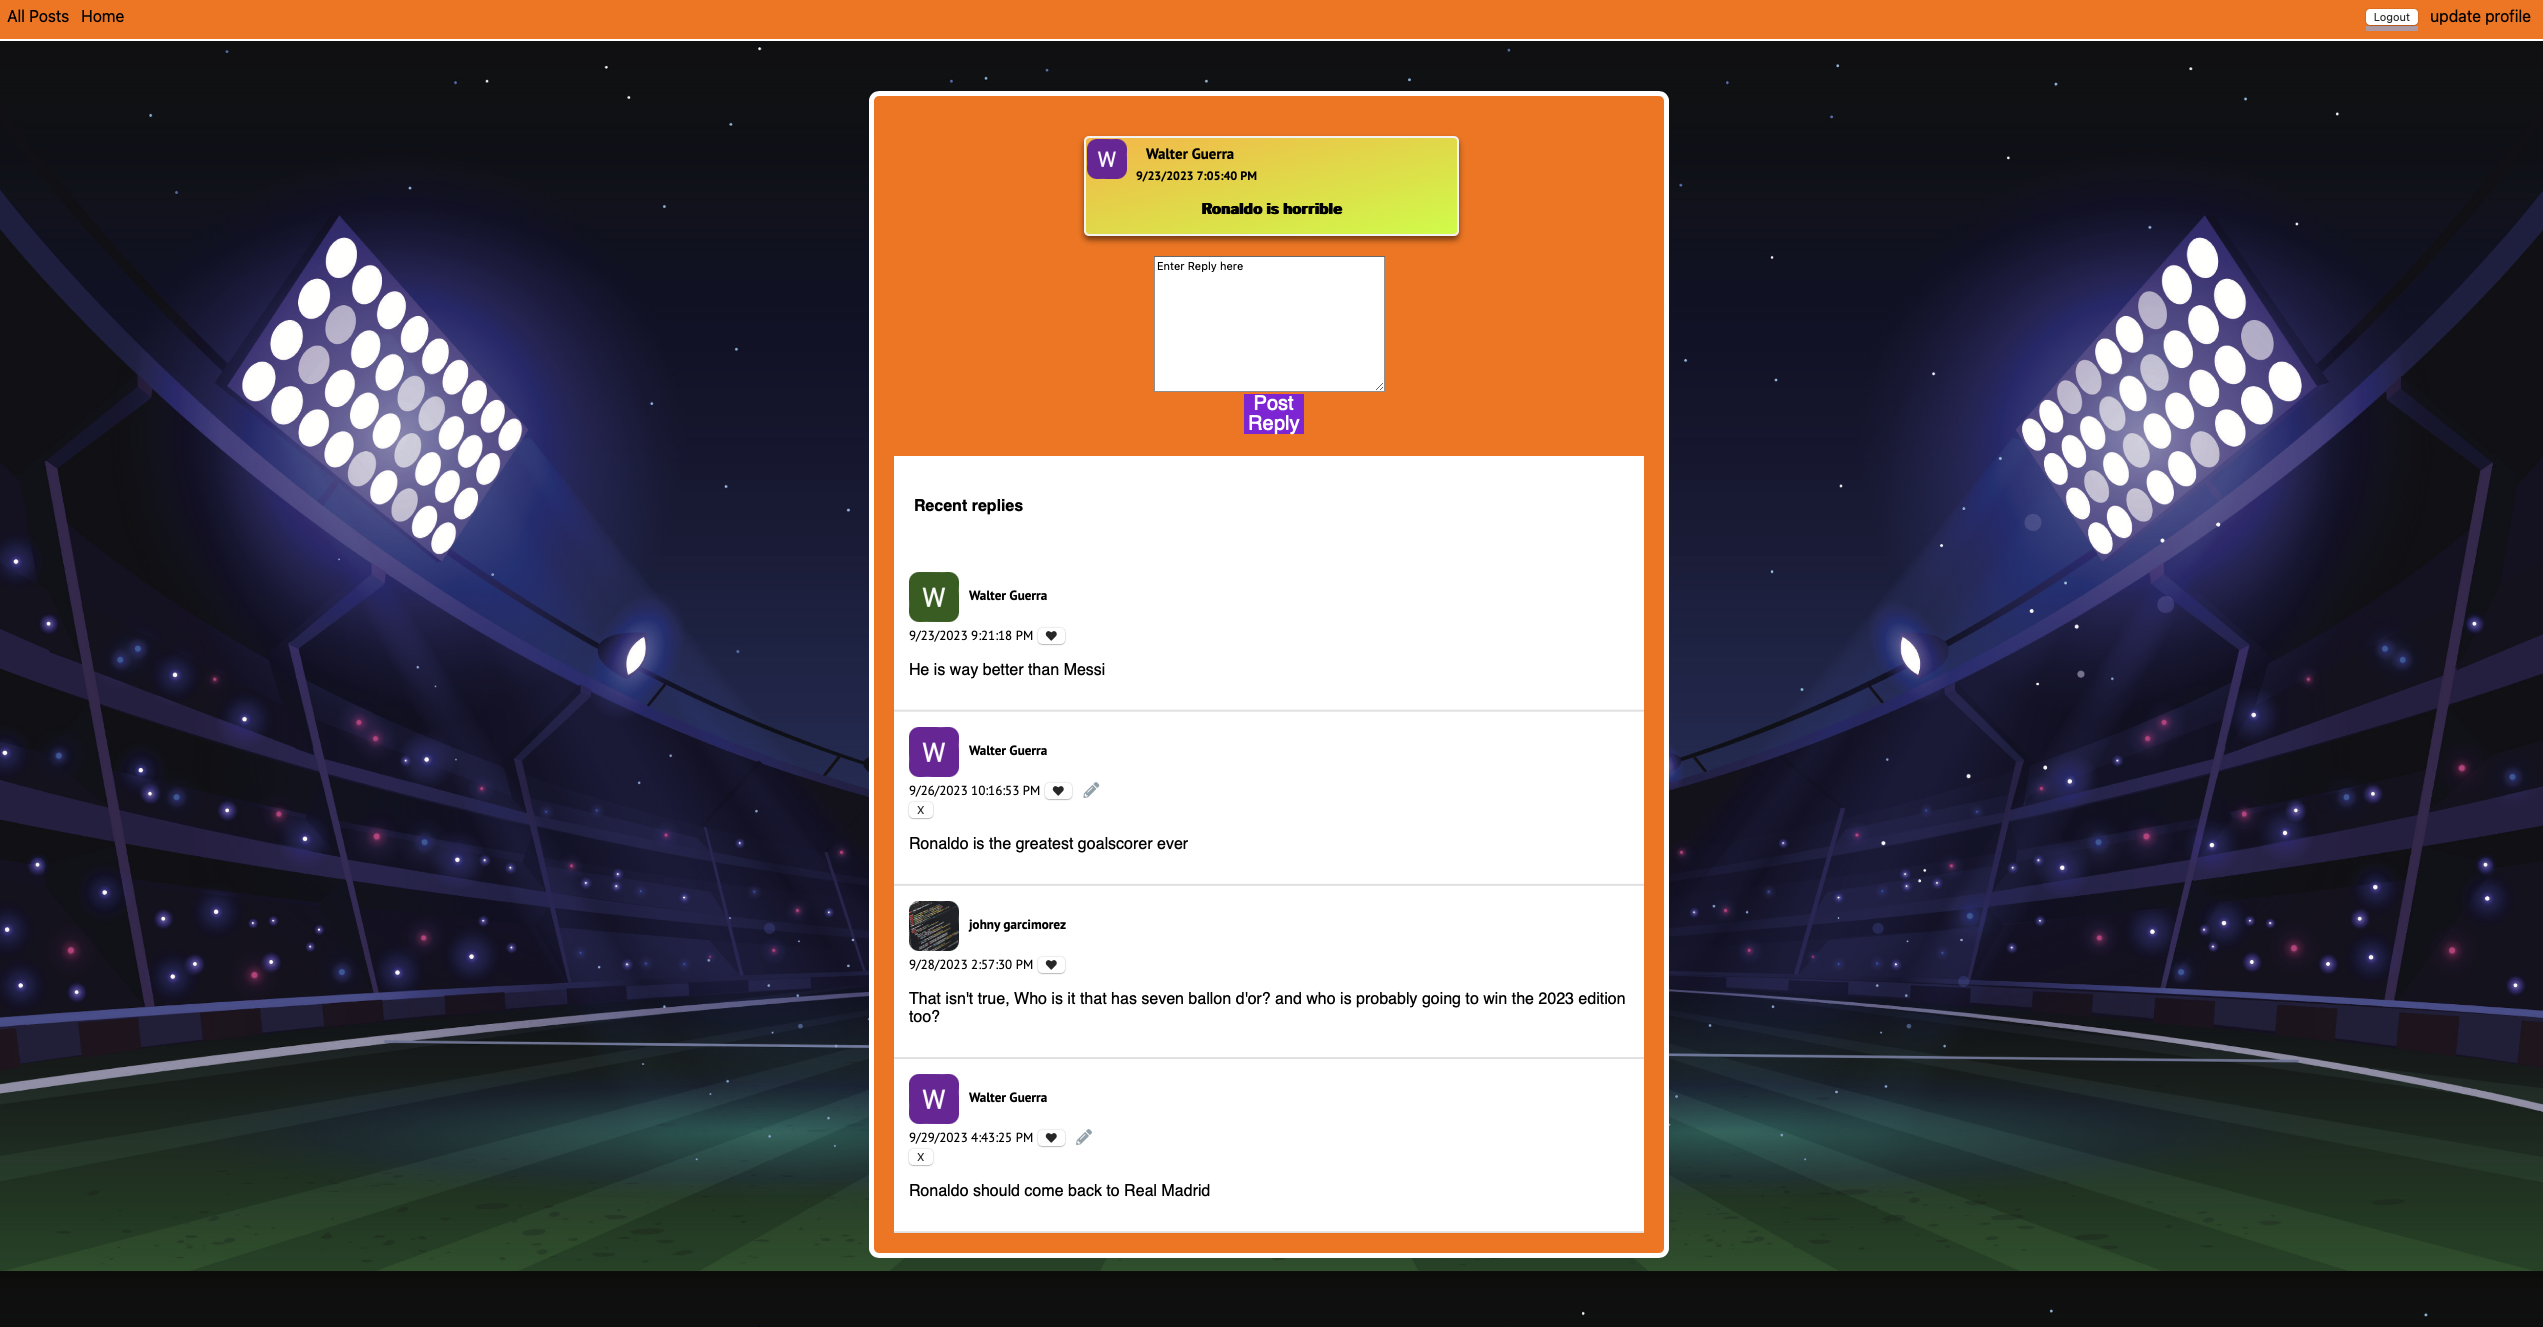 All Posts Home
Logout update profile
W Walter Guerra
9/23/2023 7:05:40 PM
Ronaldo is horrible
Enter Reply here
Post
Reply
Recent replies
W Walter Guerra
9/23/2023 9:21:18 PM
He is way better than Messi
W Walter Guerra
9/26/2023 10:16:53 PM
X
Ronaldo is the greatest goalscorer ever
johny garcimorez
9/28/2023 2:57:30 PM
That isn't true, Who is it that has seven ballon d'or? and who is probably going to win the 2023 edition
too?
W Walter Guerra
9/29/2023 4:43:25 PM
X
Ronaldo should come back to Real Madrid